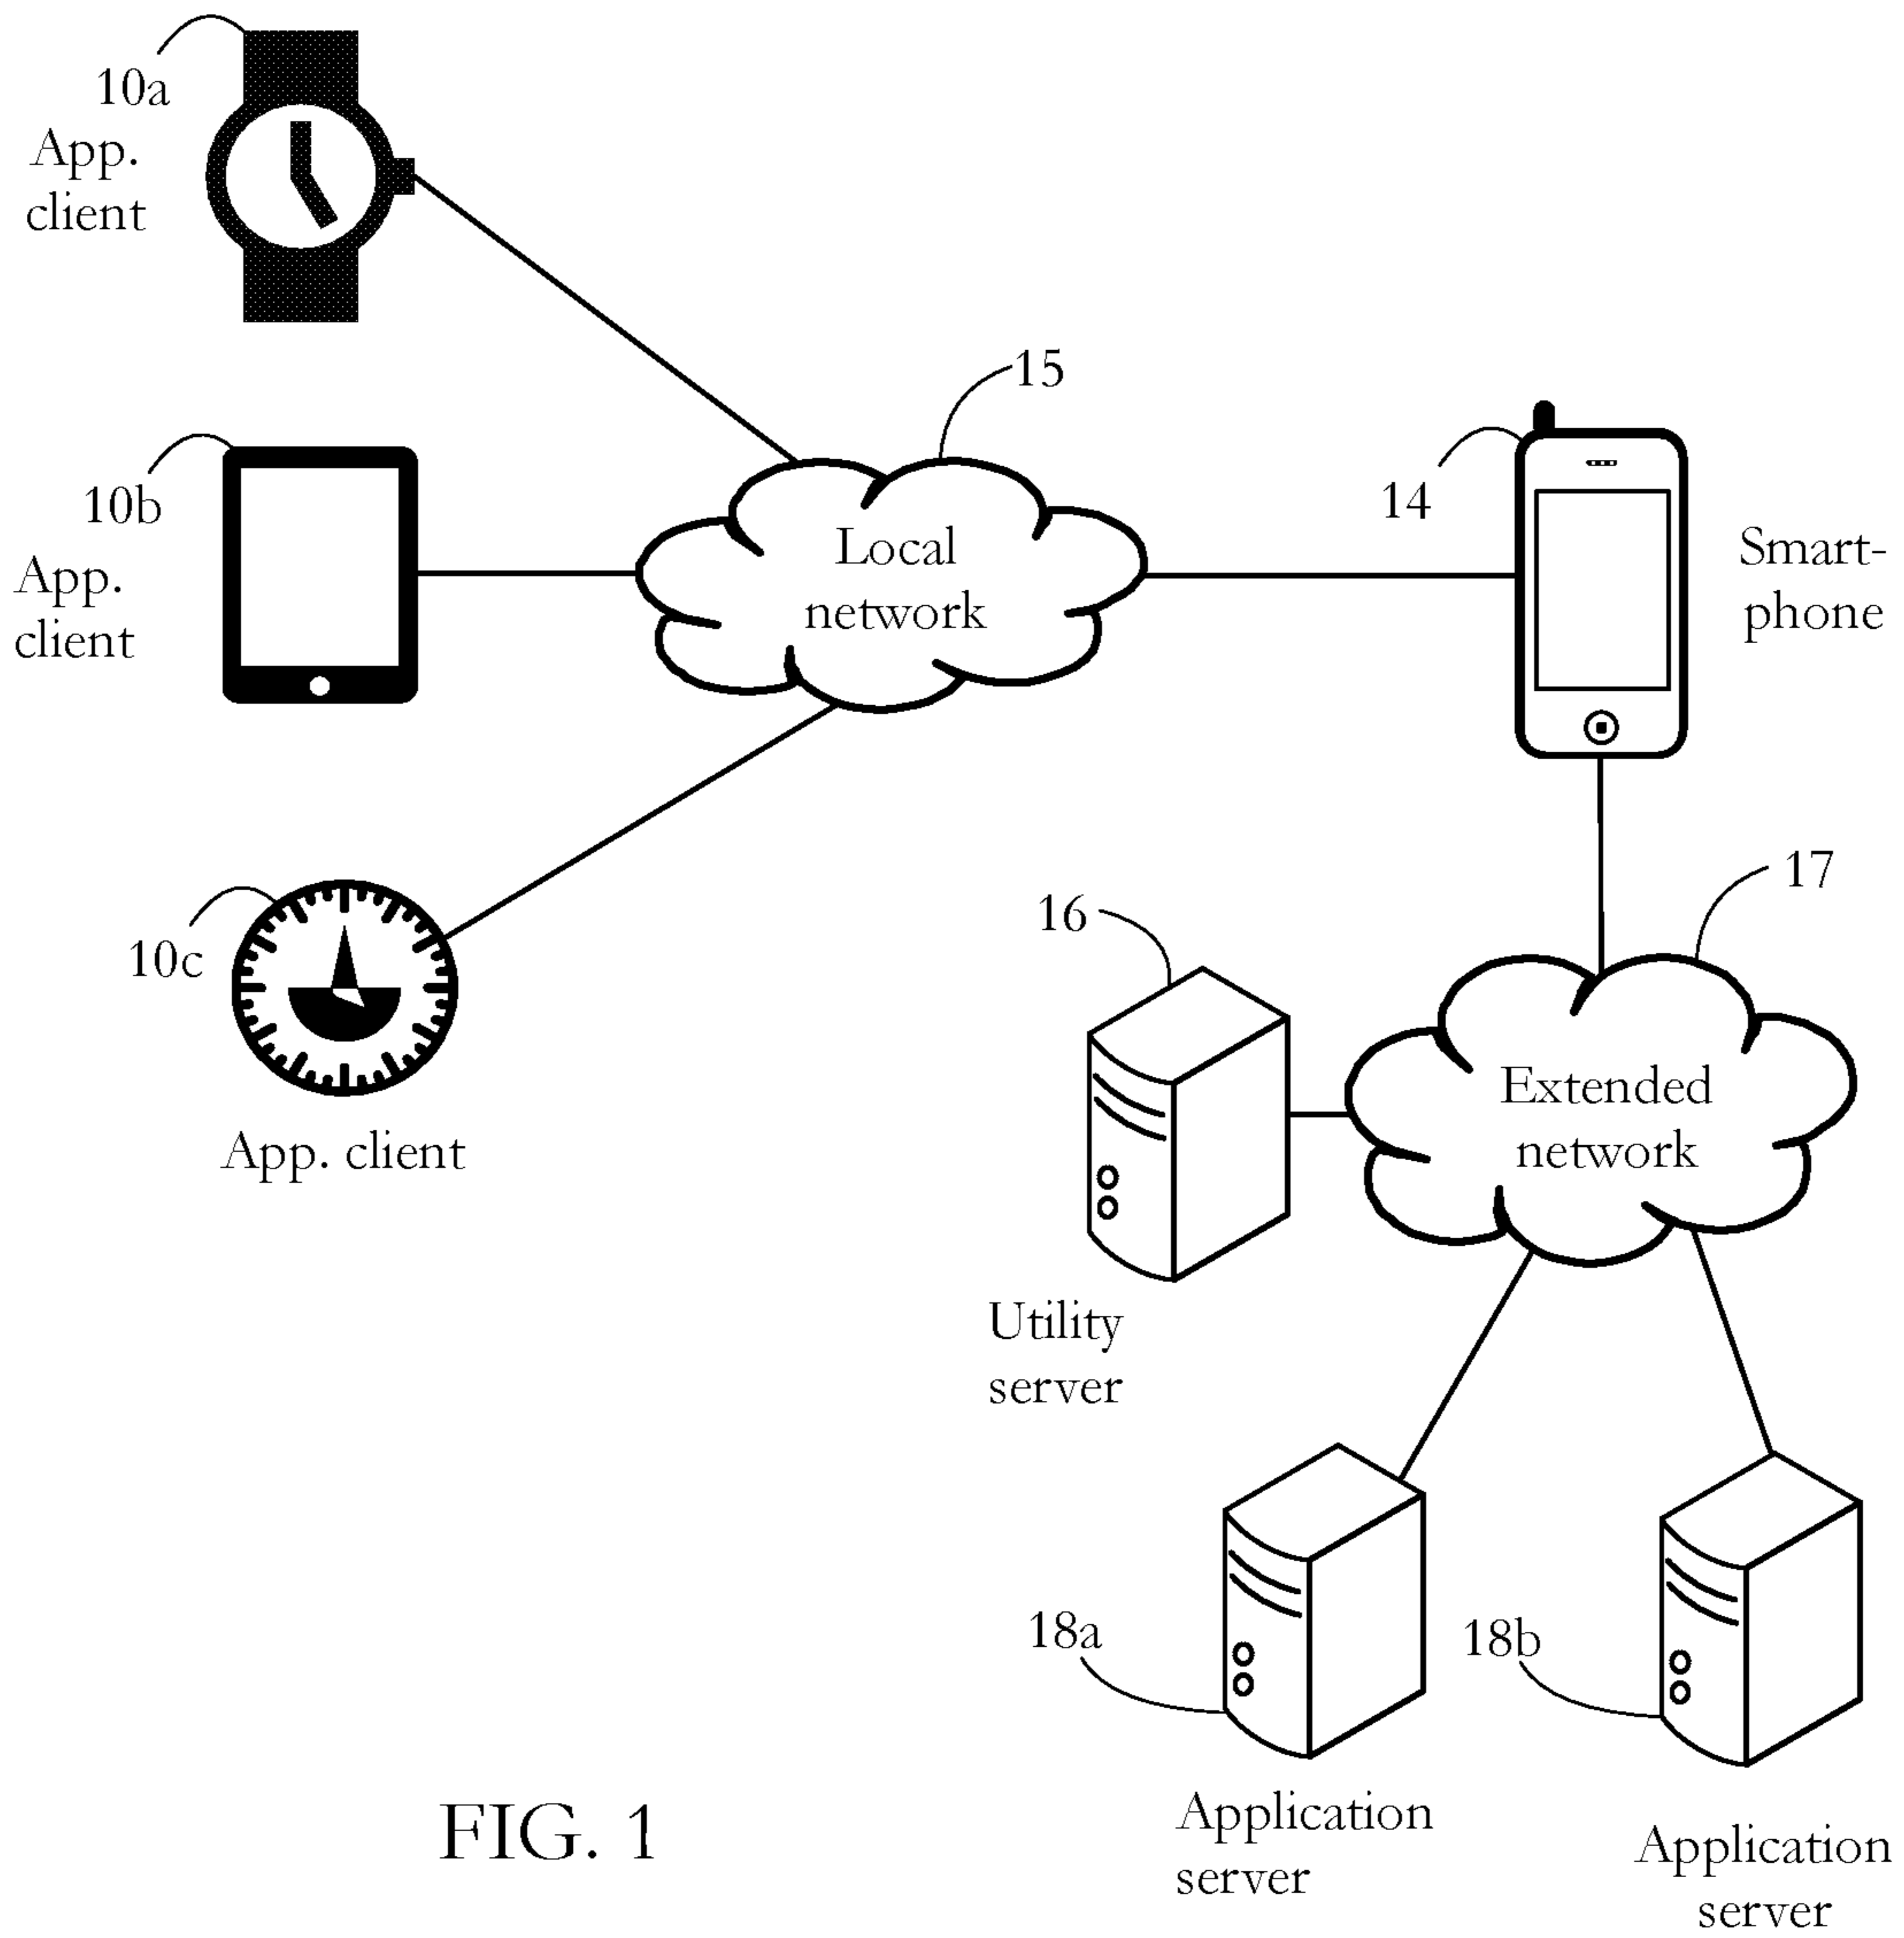 10a
App.
client
15
10b
App.
client
Local
network
14
Smart-
phone
10c
App. client
16
17
Extended
network
Utility
server
18a
18b
Application
server
Application
server
FIG. 1